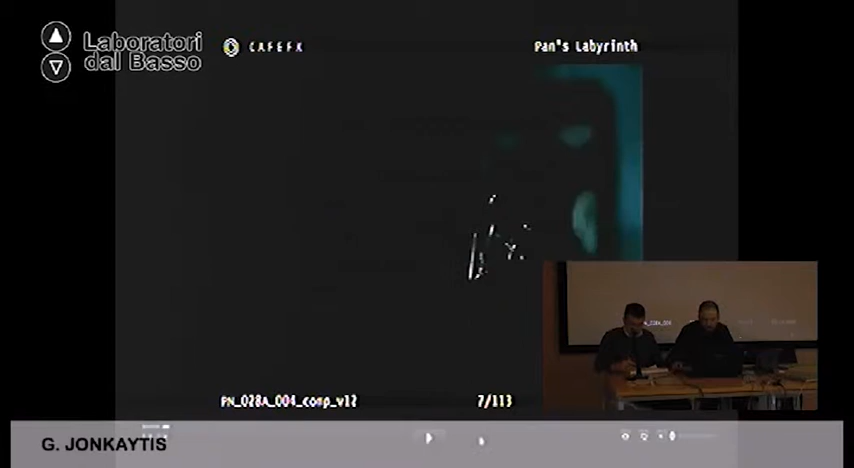 Laboratori
dal Basso
CAFEFX
Pan's Labyrinth
PN_028A_004_comp_v12
7/113
G. JONKAYTIS